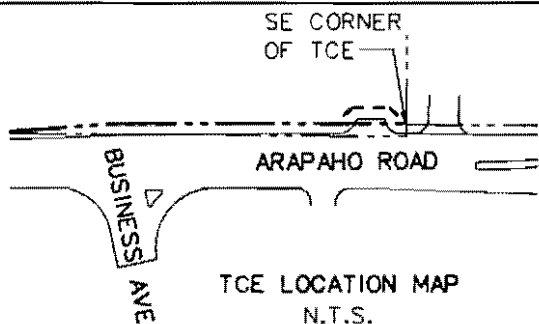 SE CORNER
OF TCE
ARAPAHO ROAD
BUSINESS AVE
TCE LOCATION MAP
N.T.S.